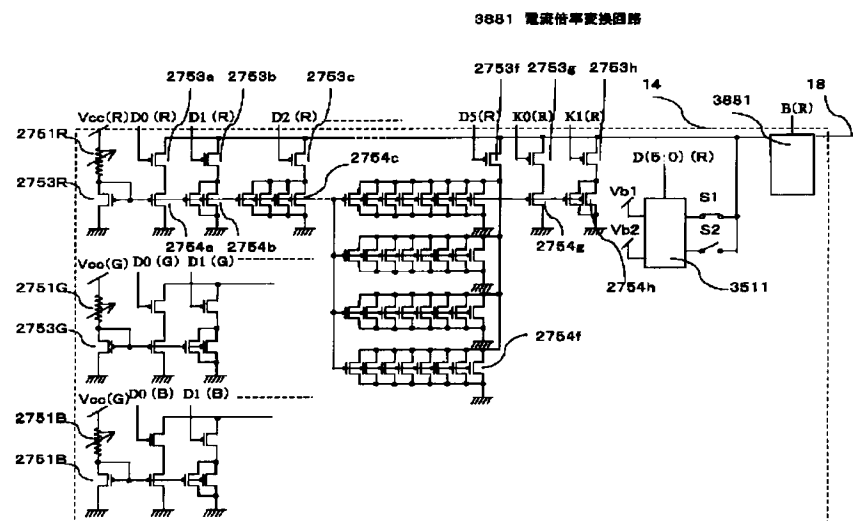 3881 電流倍率変換回路
2753a 2753b 2753c 2753f 2753g 2753h
14 3881 B(R) 18
Vcc(R) D0(R) D1(R) D2(R) D5(R) K0(R) K1(R)
2751R
2754c
D(5:0)(R)
2753R
Vb1 S1
Vb2 S2
2754a 2754b 2754g
2754h 3511
Vcc(G) D0(G) D1(G)
2751G
2753G
2754f
Vcc(G) D0(B) D1(B)
2751B
2751B